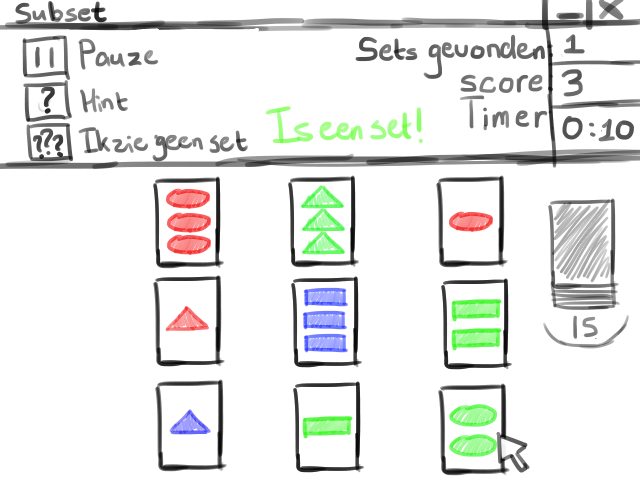 Subset
Pauze
Hint
Ik zie geen set
Is een set!
Sets gevonden: 1
score 3
Timer 0:10
15